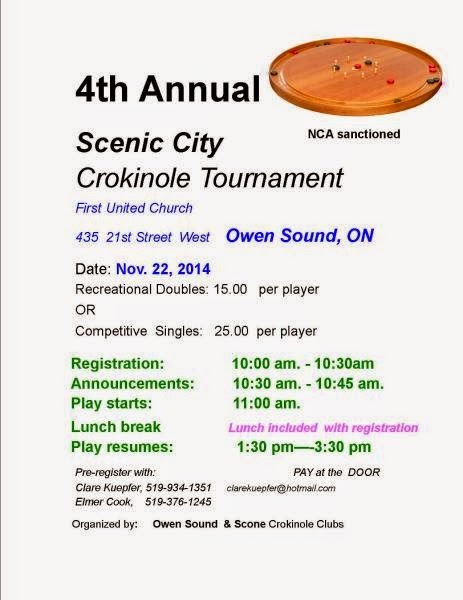 4th Annual
NCA sanctioned
Scenic City
Crokinole Tournament
First United Church
435 21st Street West Owen Sound, ON
Date: Nov. 22, 2014
Recreational Doubles: 15.00 per player
OR
Competitive Singles: 25.00 per player
Registration: 10:00 am. - 10:30am
Announcements: 10:30 am. - 10:45 am.
Play starts: 11:00 am.
Lunch break Lunch included with registration
Play resumes: 1:30 pm—-3:30 pm
Pre-register with: PAY at the DOOR
Clare Kuepfer, 519-934-1351 clarekuepfer@hotmail.com
Elmer Cook, 519-376-1245
Organized by: Owen Sound & Scone Crokinole Clubs